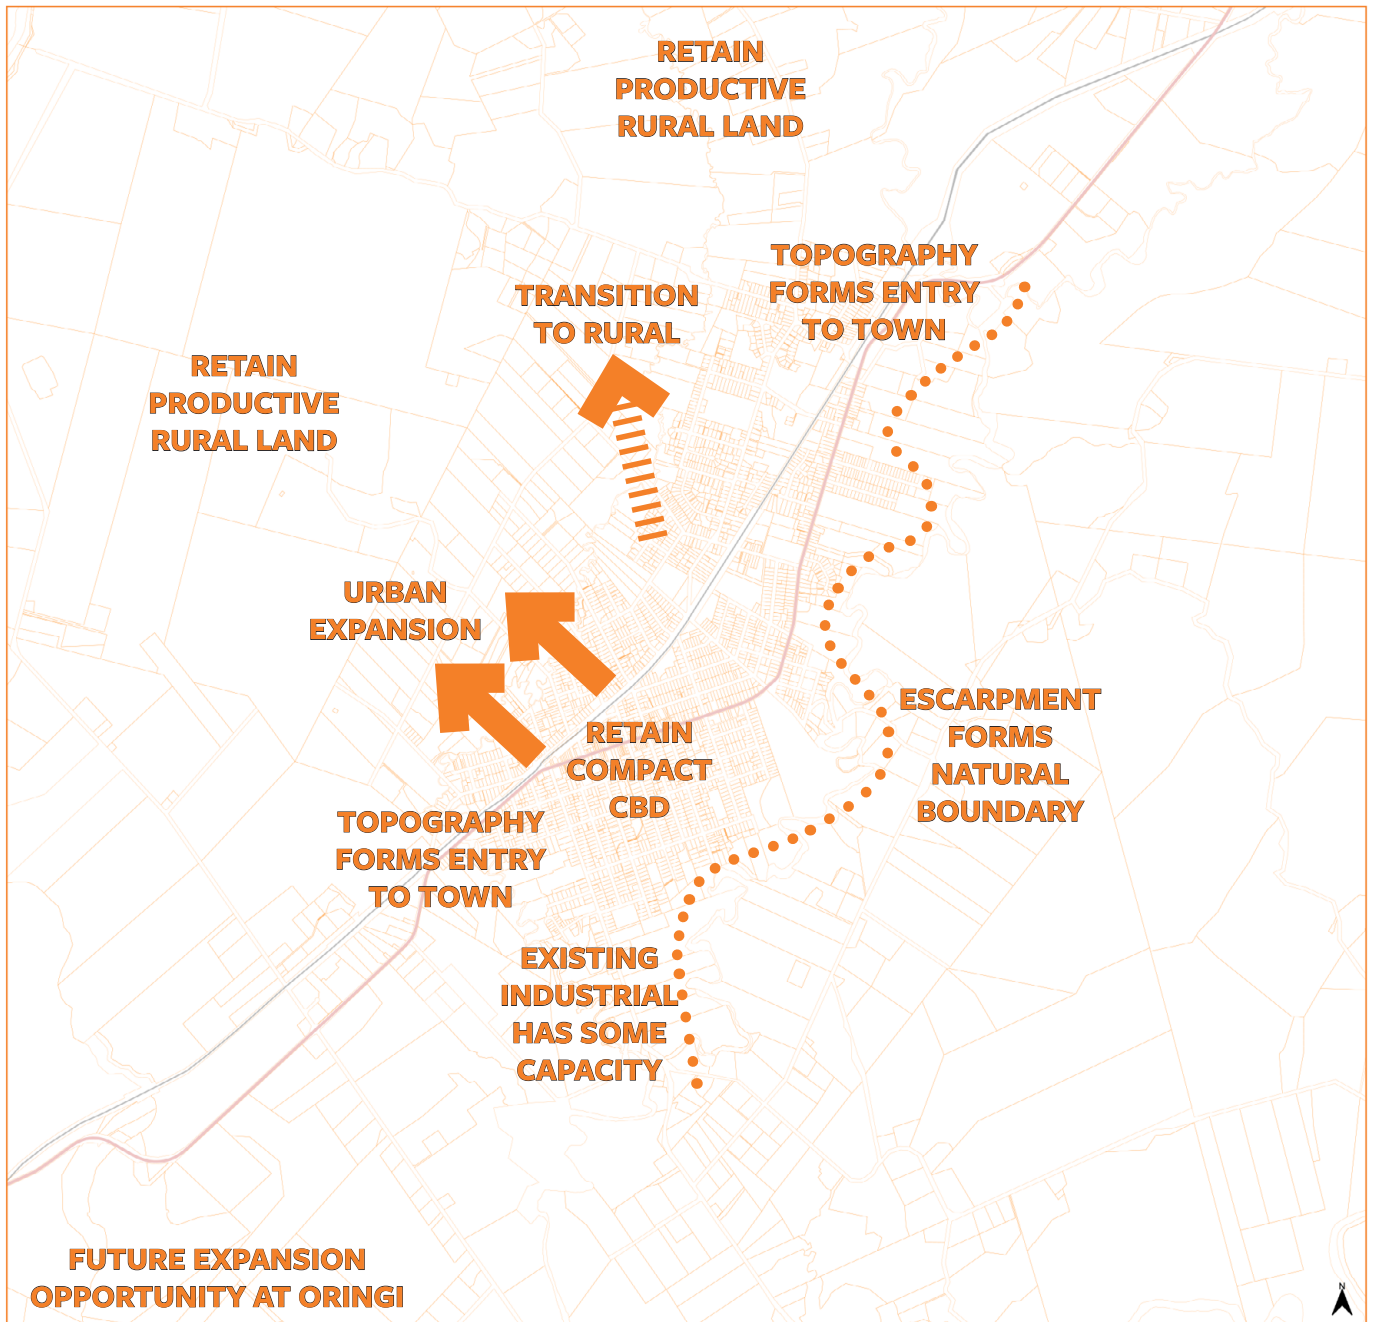 RETAIN
PRODUCTIVE
RURAL LAND
TOPOGRAPHY
FORMS ENTRY
TO TOWN
TRANSITION
TO RURAL
RETAIN
PRODUCTIVE
RURAL LAND
URBAN
EXPANSION
ESCARPMENT
FORMS
NATURAL
BOUNDARY
RETAIN
COMPACT
CBD
TOPOGRAPHY
FORMS ENTRY
TO TOWN
EXISTING
INDUSTRIAL
HAS SOME
CAPACITY
FUTURE EXPANSION
OPPORTUNITY AT ORINGI
N